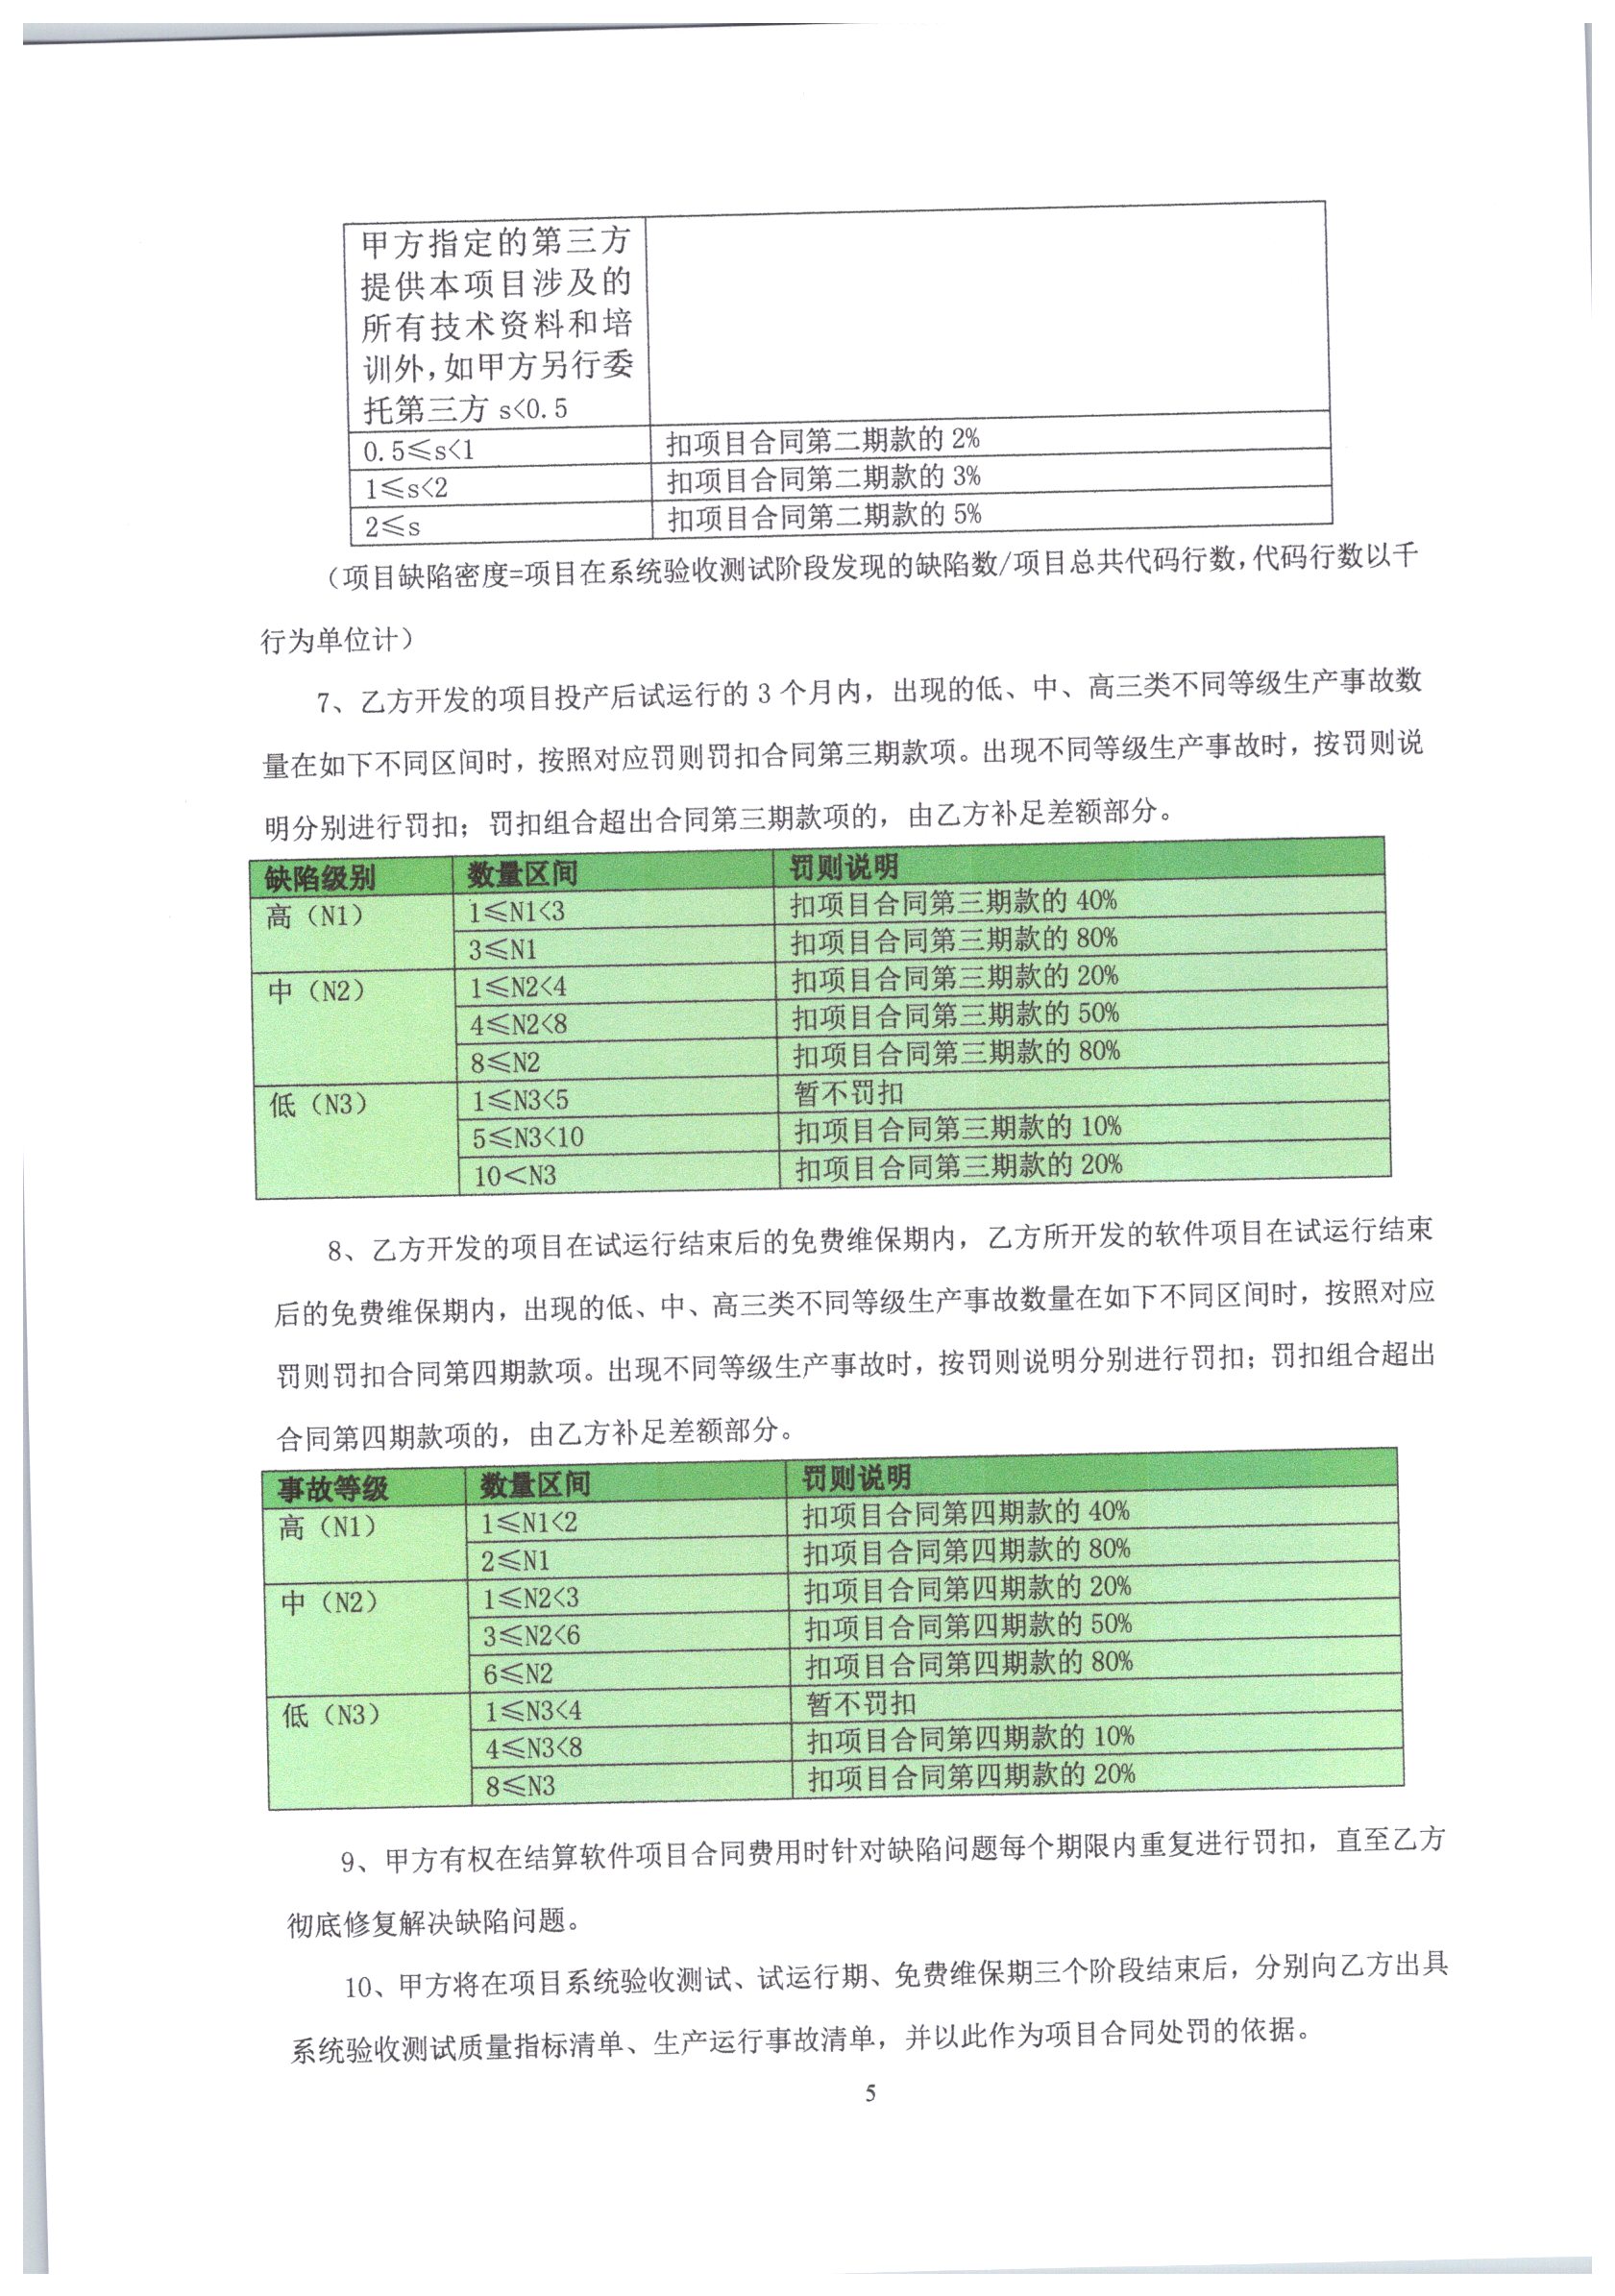 甲方指定的第三方
提供本项目涉及的
所有技术资料和培
训外,如甲方另行委
托第三方 s<0.5
0.5≤s<1 扣项目合同第二期款的 2%
1≤s<2 扣项目合同第二期款的 3%
2≤s 扣项目合同第二期款的 5%
（项目缺陷密度=项目在系统验收测试阶段发现的缺陷数/项目总共代码行数,代码行数以千
行为单位计）
7、乙方开发的项目投产后试运行的 3 个月内，出现的低、中、高三类不同等级生产事故数
量在如下不同区间时，按照对应罚则罚扣合同第三期款项。出现不同等级生产事故时，按罚则说
明分别进行罚扣；罚扣组合超出合同第三期款项的，由乙方补足差额部分。
缺陷级别 数量区间 罚则说明
高（N1） 1≤N1<3 扣项目合同第三期款的 40%
3≤N1 扣项目合同第三期款的 80%
中（N2） 1≤N2<4 扣项目合同第三期款的 20%
4≤N2<8 扣项目合同第三期款的 50%
8≤N2 扣项目合同第三期款的 80%
低（N3） 1≤N3<5 暂不罚扣
5≤N3<10 扣项目合同第三期款的 10%
10＜N3 扣项目合同第三期款的 20%
8、乙方开发的项目在试运行结束后的免费维保期内，乙方所开发的软件项目在试运行结束
后的免费维保期内，出现的低、中、高三类不同等级生产事故数量在如下不同区间时，按照对应
罚则罚扣合同第四期款项。出现不同等级生产事故时，按罚则说明分别进行罚扣；罚扣组合超出
合同第四期款项的，由乙方补足差额部分。
事故等级 数量区间 罚则说明
高（N1） 1≤N1<2 扣项目合同第四期款的 40%
2≤N1 扣项目合同第四期款的 80%
中（N2） 1≤N2<3 扣项目合同第四期款的 20%
3≤N2<6 扣项目合同第四期款的 50%
6≤N2 扣项目合同第四期款的 80%
低（N3） 1≤N3<4 暂不罚扣
4≤N3<8 扣项目合同第四期款的 10%
8≤N3 扣项目合同第四期款的 20%
9、甲方有权在结算软件项目合同费用时针对缺陷问题每个期限内重复进行罚扣，直至乙方
彻底修复解决缺陷问题。
10、甲方将在项目系统验收测试、试运行期、免费维保期三个阶段结束后，分别向乙方出具
系统验收测试质量指标清单、生产运行事故清单，并以此作为项目合同处罚的依据。
5